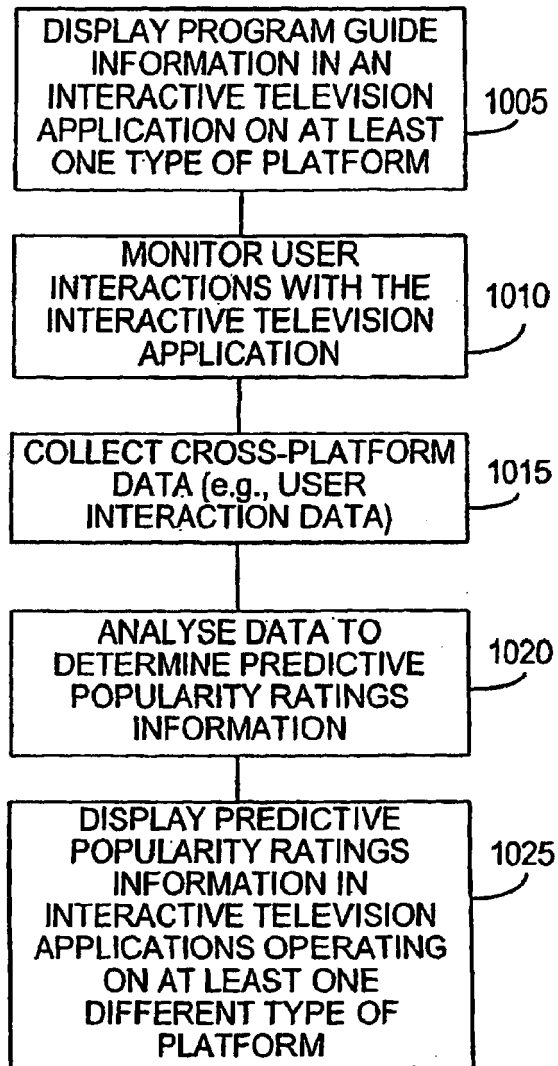 DISPLAY PROGRAM GUIDE
INFORMATION IN AN
INTERACTIVE TELEVISION
APPLICATION ON AT LEAST
ONE TYPE OF PLATFORM
1005
MONITOR USER
INTERACTIONS WITH THE
INTERACTIVE TELEVISION
APPLICATION
1010
COLLECT CROSS-PLATFORM
DATA (e.g., USER
INTERACTION DATA)
1015
ANALYSE DATA TO
DETERMINE PREDICTIVE
POPULARITY RATINGS
INFORMATION
1020
DISPLAY PREDICTIVE
POPULARITY RATINGS
INFORMATION IN
INTERACTIVE TELEVISION
APPLICATIONS OPERATING
ON AT LEAST ONE
DIFFERENT TYPE OF
PLATFORM
1025